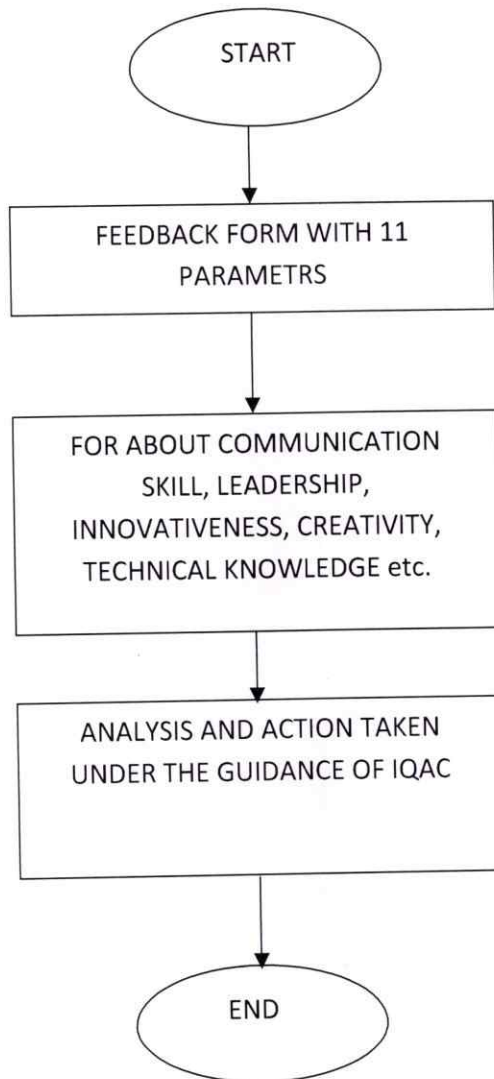 START
FEEDBACK FORM WITH 11
PARAMETRS
FOR ABOUT COMMUNICATION
SKILL, LEADERSHIP,
INNOVATIVENESS, CREATIVITY,
TECHNICAL KNOWLEDGE etc.
ANALYSIS AND ACTION TAKEN
UNDER THE GUIDANCE OF IQAC
END